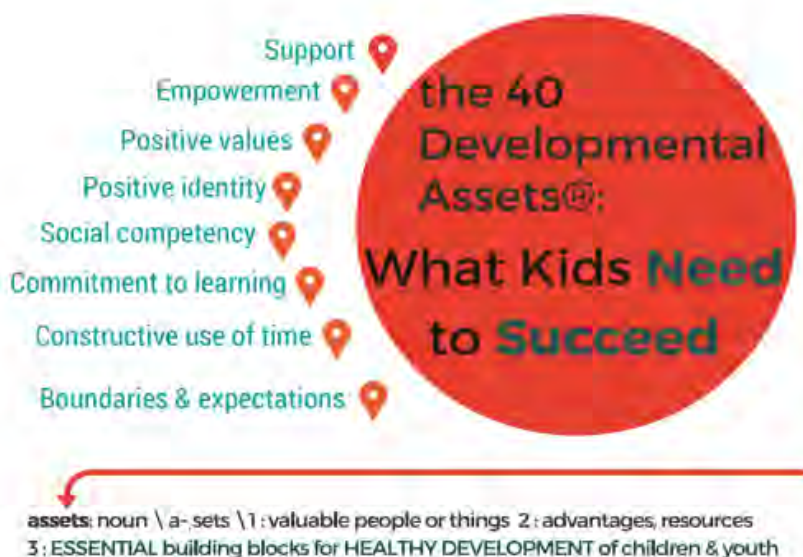 Support
Empowerment
Positive values
Positive identity
Social competency
Commitment to learning
Constructive use of time
Boundaries & expectations
the 40
Developmental
Assets®:
What Kids Need
to Succeed
assets: noun \ a-, sets \ 1 : valuable people or things 2 : advantages, resources
3 : ESSENTIAL building blocks for HEALTHY DEVELOPMENT of children & youth